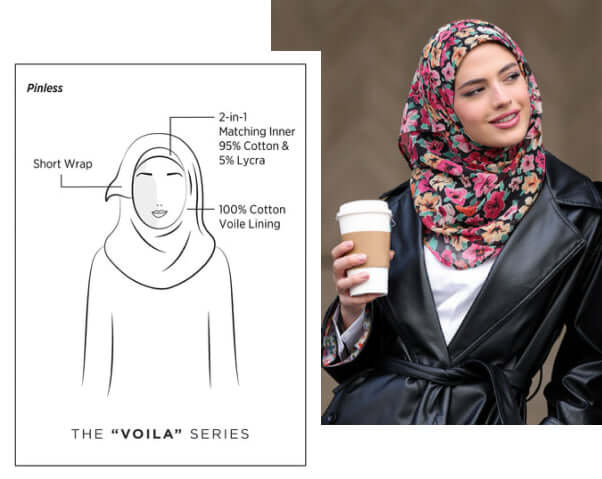 Pinless
2-in-1
Matching Inner
95% Cotton &
5% Lycra
Short Wrap
100% Cotton
Voile Lining
THE “VOILA” SERIES